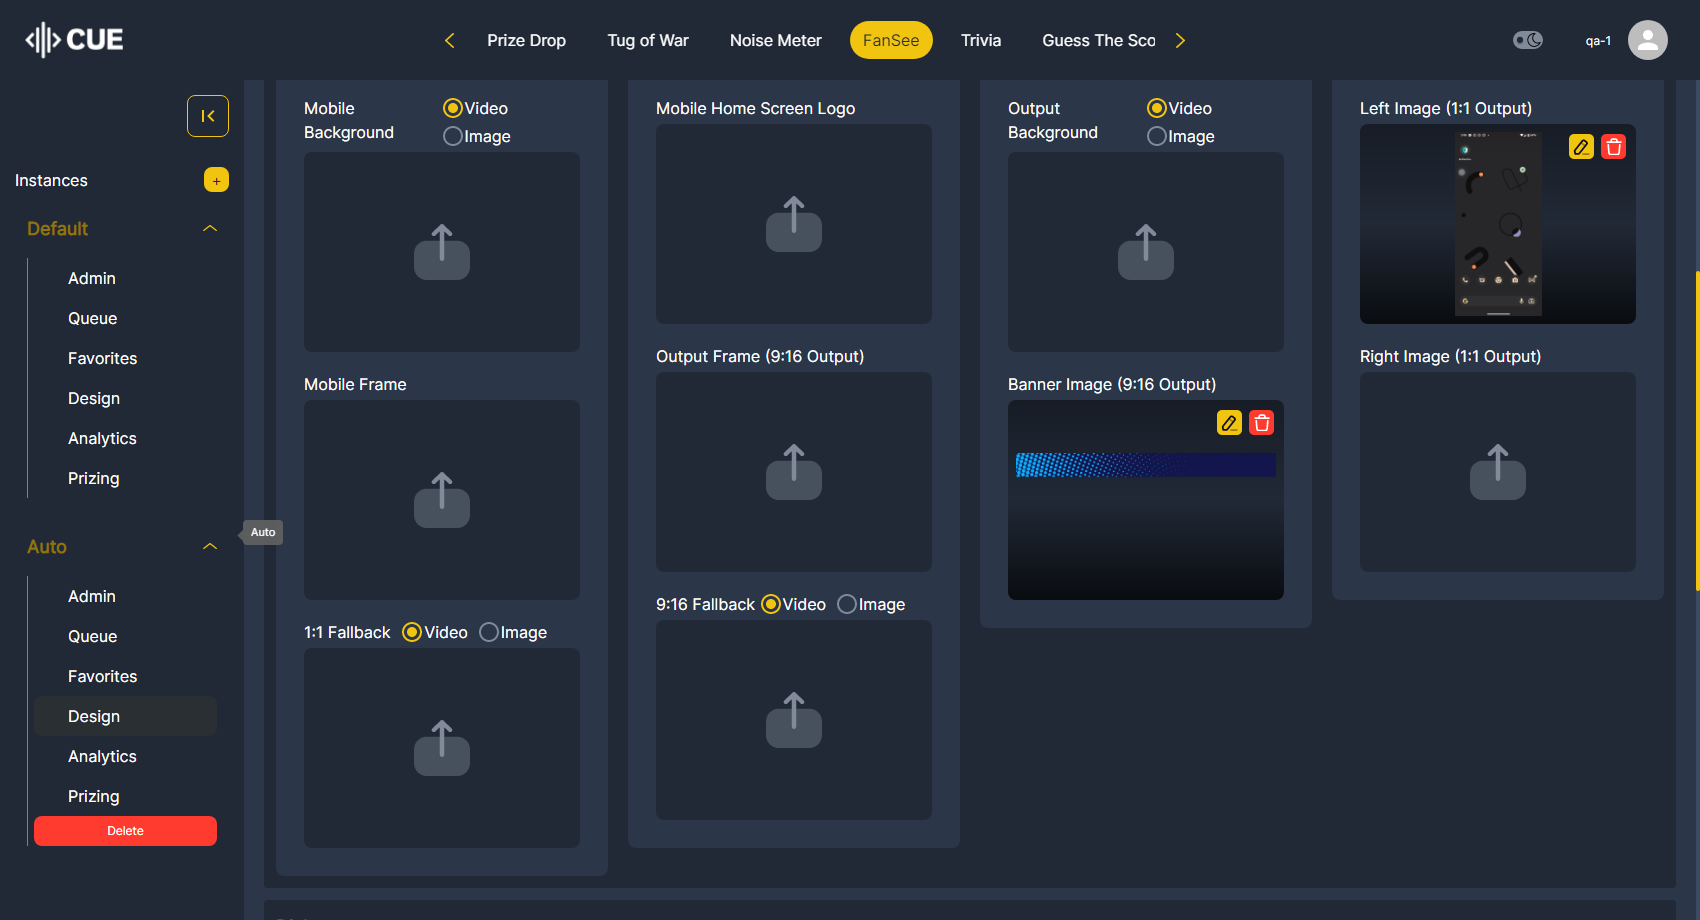 CUE
Prize Drop
Tug of War
Noise Meter
FanSee
Trivia
Guess The Sco
qa-1
Instances
+
Default
Admin
Queue
Favorites
Design
Analytics
Prizing
Auto
Auto
Admin
Queue
Favorites
Design
Analytics
Prizing
Delete
Mobile
Background
Video
Image
Mobile Frame
1:1 Fallback
Video
Image
Mobile Home Screen Logo
Output Frame (9:16 Output)
9:16 Fallback
Video
Image
Output
Background
Video
Image
Banner Image (9:16 Output)
Left Image (1:1 Output)
Right Image (1:1 Output)